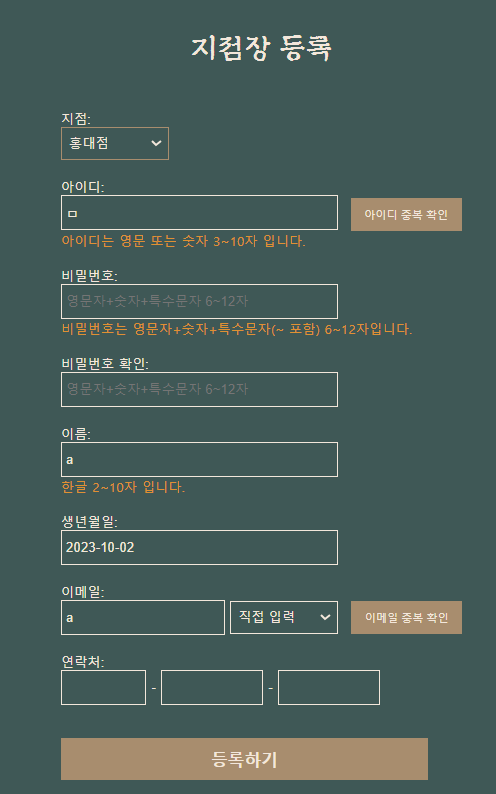 지점장 등록
지점:
홍대점
아이디:
ㅁ
아이디 중복 확인
아이디는 영문 또는 숫자 3~10자 입니다.
비밀번호:
영문자+숫자+특수문자 6~12자
비밀번호는 영문자+숫자+특수문자(~ 포함) 6~12자입니다.
비밀번호 확인:
영문자+숫자+특수문자 6~12자
이름:
a
한글 2~10자 입니다.
생년월일:
2023-10-02
이메일:
a 직접 입력 이메일 중복 확인
연락처:
- -
등록하기